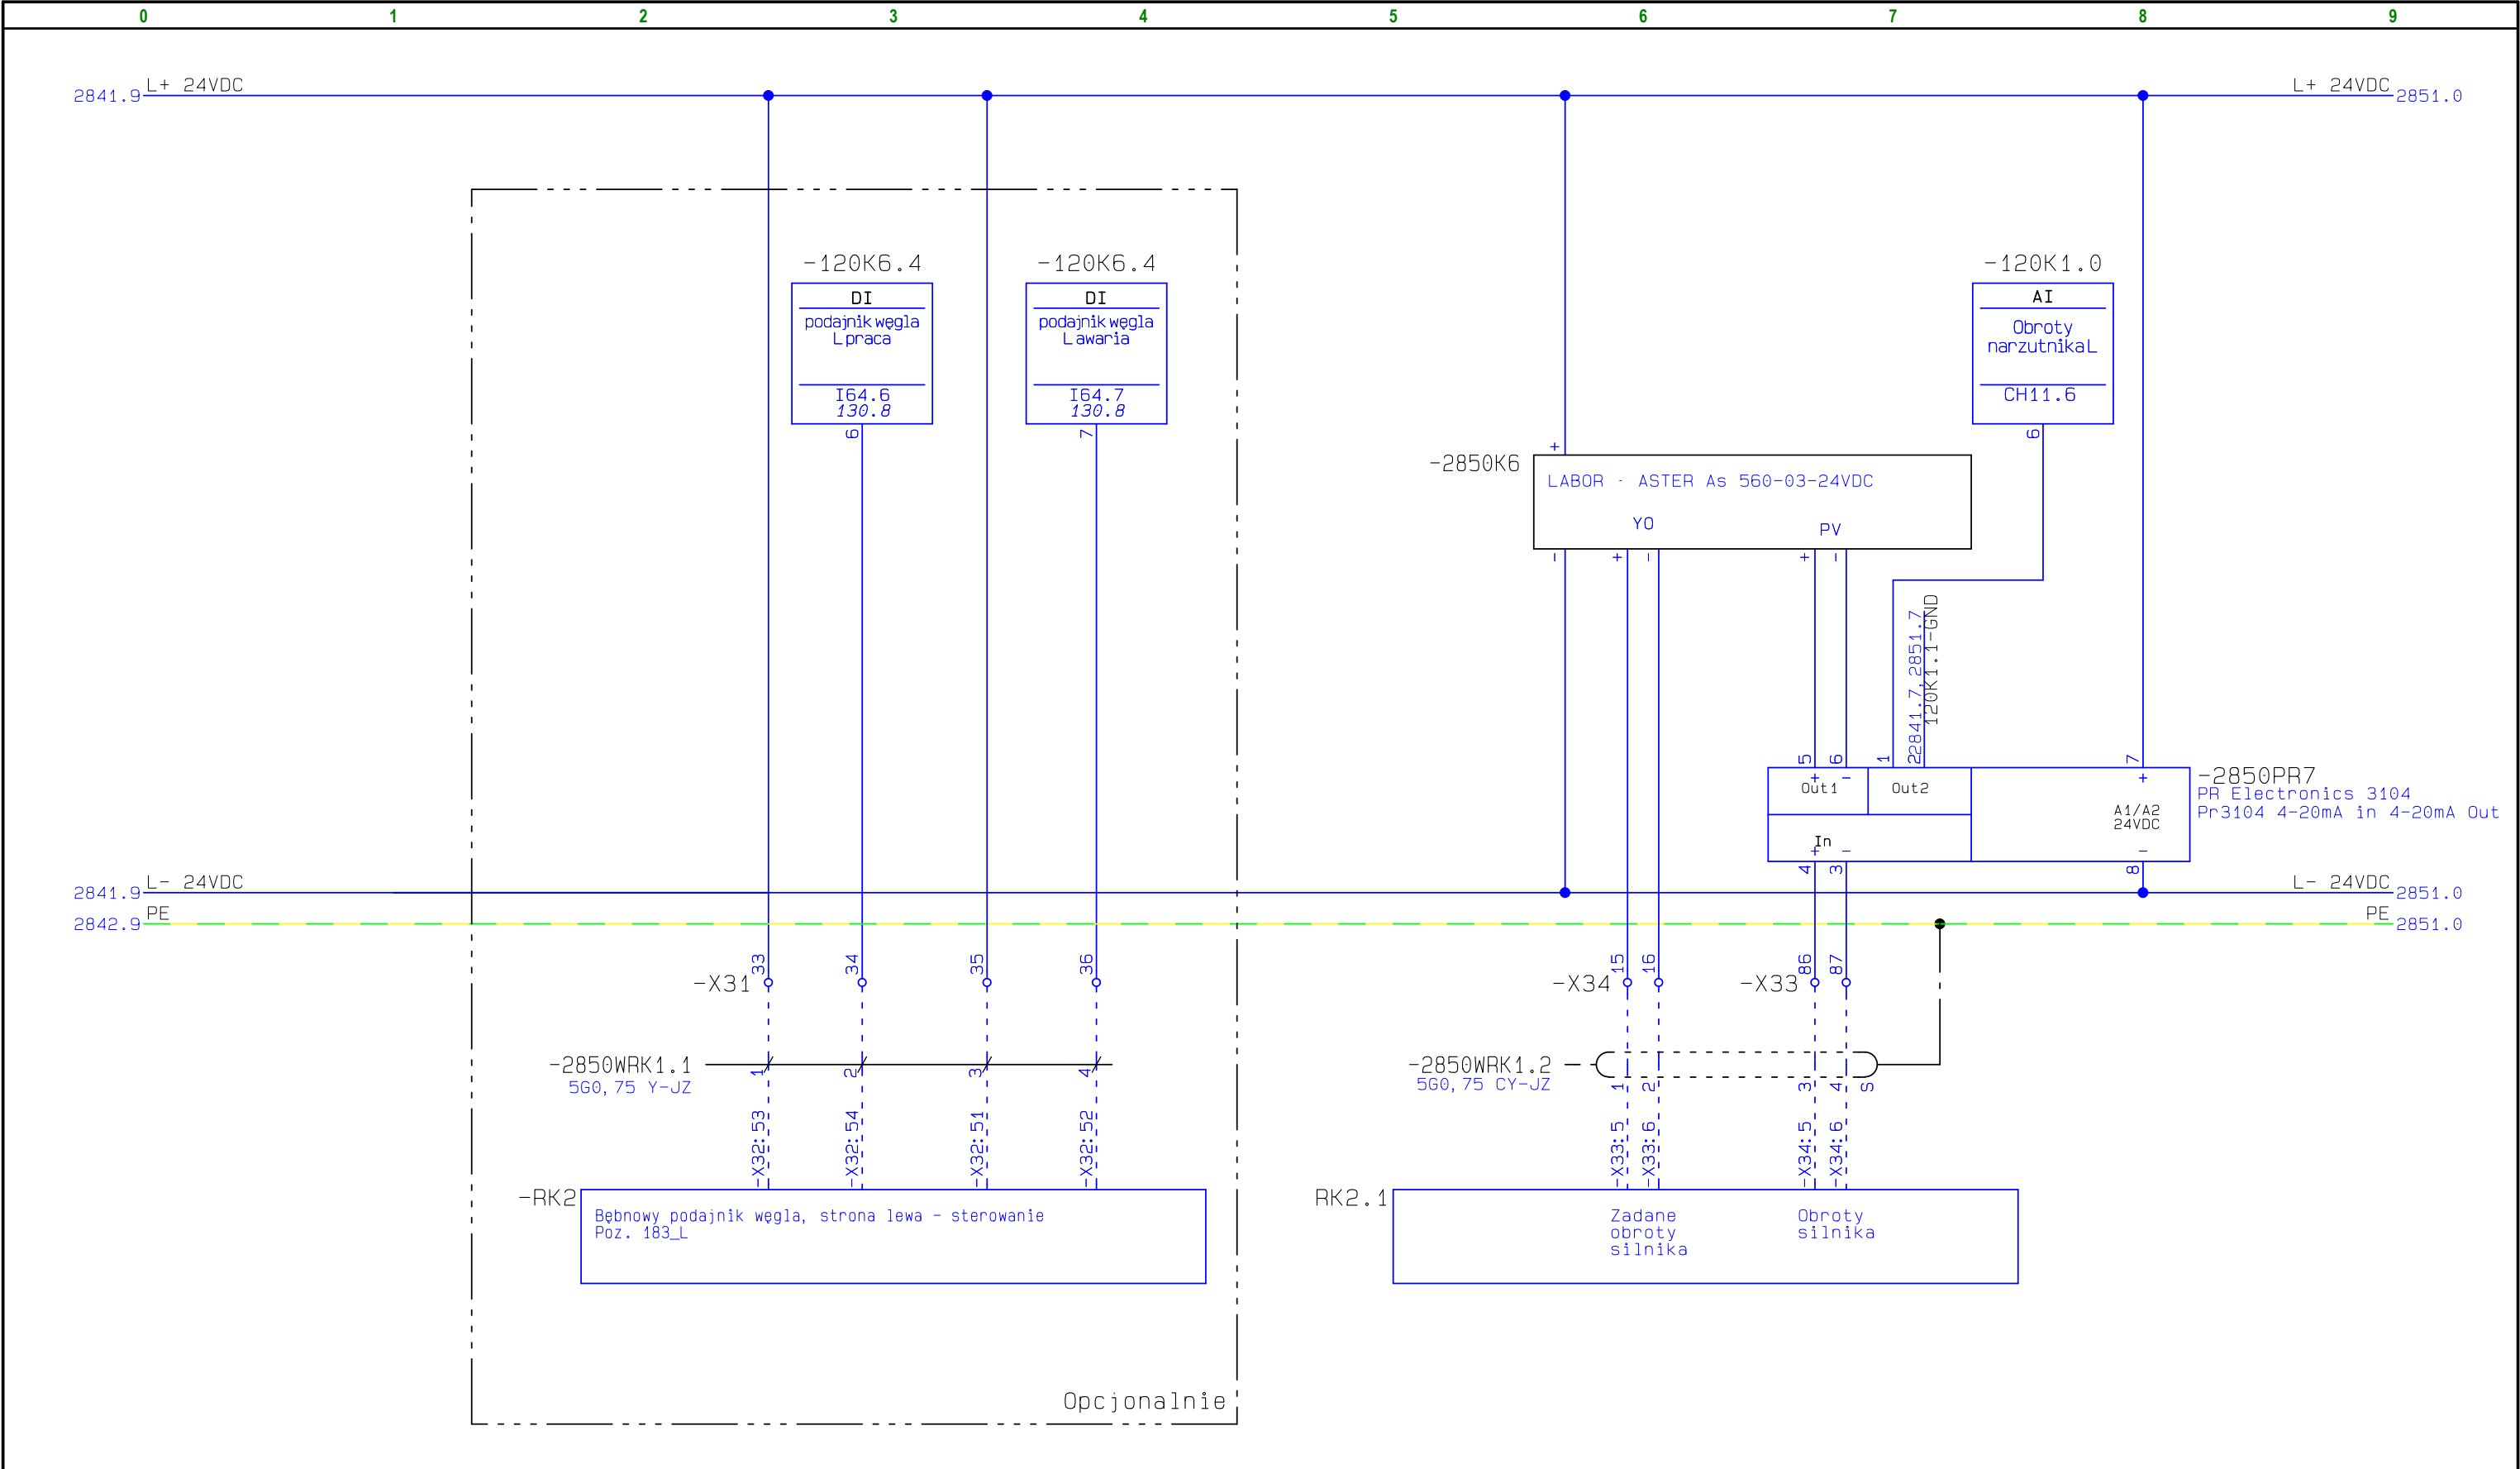 0 1 2 3 4 5 6 7 8 9
L+ 24VDC
2841.9
L+ 24VDC
2851.0
-120K6.4
DI
podajnik węgla
L praca
I64.6
130.8
6
-120K6.4
DI
podajnik węgla
L awaria
I64.7
130.8
7
-120K1.0
AI
Obroty
narzutnika L
CH11.6
6
+
-2850K6
LABOR - ASTER As 560-03-24VDC
YO
PV
- + - + -
2841.7,2851.7
120K1.1-GND
5 6 1 2 7
+ - +
Out1
Out2
-2850PR7
PR Electronics 3104
Pr3104 4-20mA in 4-20mA Out
A1/A2
24VDC
In
+ - -
4 3 8
L- 24VDC
2841.9
L- 24VDC
2851.0
PE
2842.9
PE
2851.0
-X31
33 34 35 36
-X34
15 16
-X33
86 87
-2850WRK1.1
5G0,75 Y-JZ
1 2 3 4
-2850WRK1.2
5G0,75 CY-JZ
1 2 3 4 S
-X32:53
-X32:54
-X32:51
-X32:52
-X33:5
-X33:6
-X34:5
-X34:6
-RK2
Bębnowy podajnik węgla, strona lewa - sterowanie
Poz. 183_L
RK2.1
Zadane
obroty
silnika
Obroty
silnika
Opcjonalnie